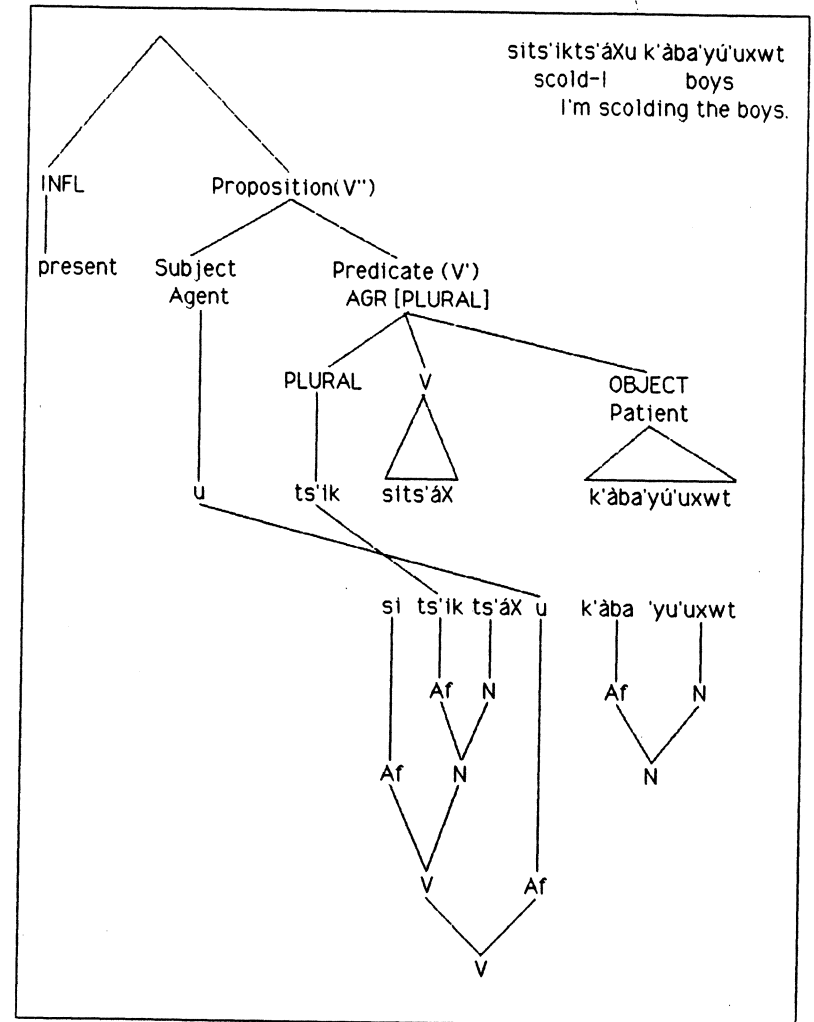 sits'ikts'áXu k'àba'yú'uxwt
scold-I boys
I'm scolding the boys.
INFL Proposition(V'')
present Subject Predicate (V')
Agent AGR [PLURAL]
PLURAL V OBJECT
Patient
u ts'ik sits'áX k'àba'yú'uxwt
si ts'ik ts'áX u k'àba 'yu'uxwt
Af N Af N
Af N N
V Af
V